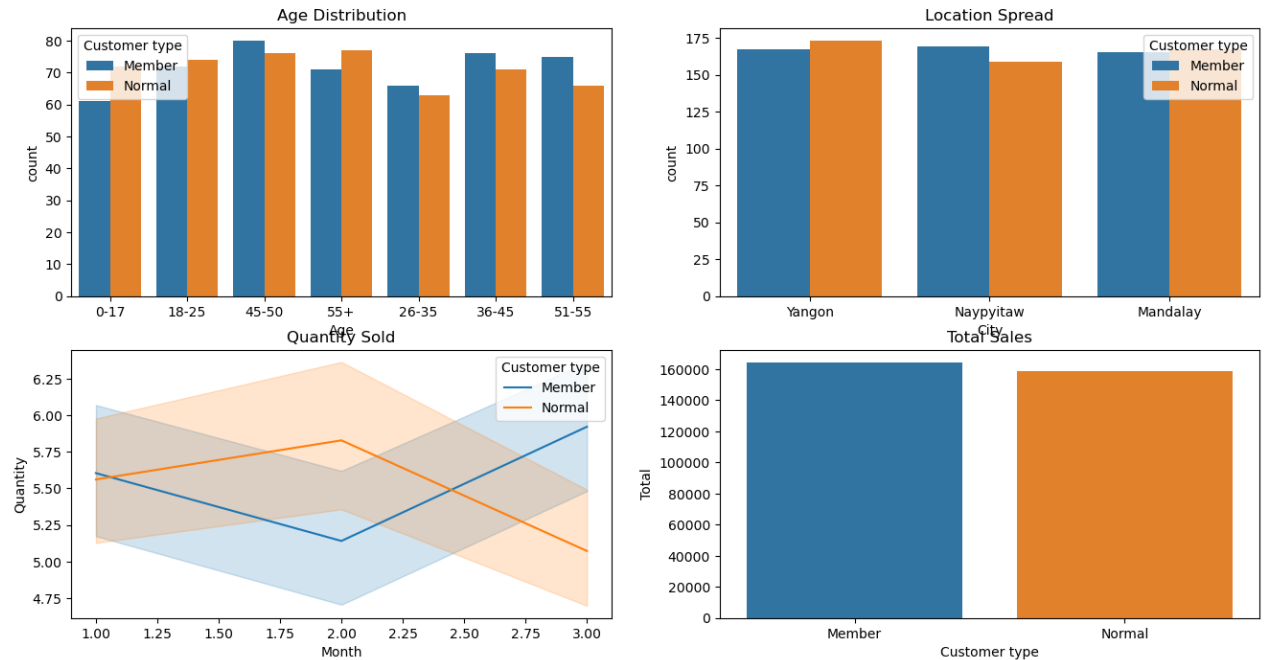 Age Distribution
Customer type
Member
Normal
count
80
70
60
50
40
30
20
10
0
0-17 18-25 45-50 55+ 26-35 36-45 51-55
Age
Location Spread
Customer type
Member
Normal
count
175
150
125
100
75
50
25
0
Yangon Naypyitaw Mandalay
City
Quantity Sold
Customer type
Member
Normal
Quantity
6.25
6.00
5.75
5.50
5.25
5.00
4.75
1.00 1.25 1.50 1.75 2.00 2.25 2.50 2.75 3.00
Month
Total Sales
Total
160000
140000
120000
100000
80000
60000
40000
20000
0
Member Normal
Customer type